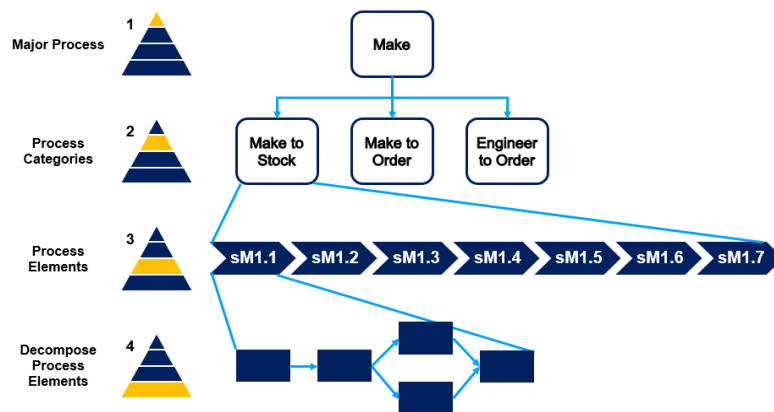 1
Major Process
Make
2
Process
Categories
Make to
Stock
Make to
Order
Engineer
to Order
3
Process
Elements
sM1.1
sM1.2
sM1.3
sM1.4
sM1.5
sM1.6
sM1.7
4
Decompose
Process
Elements